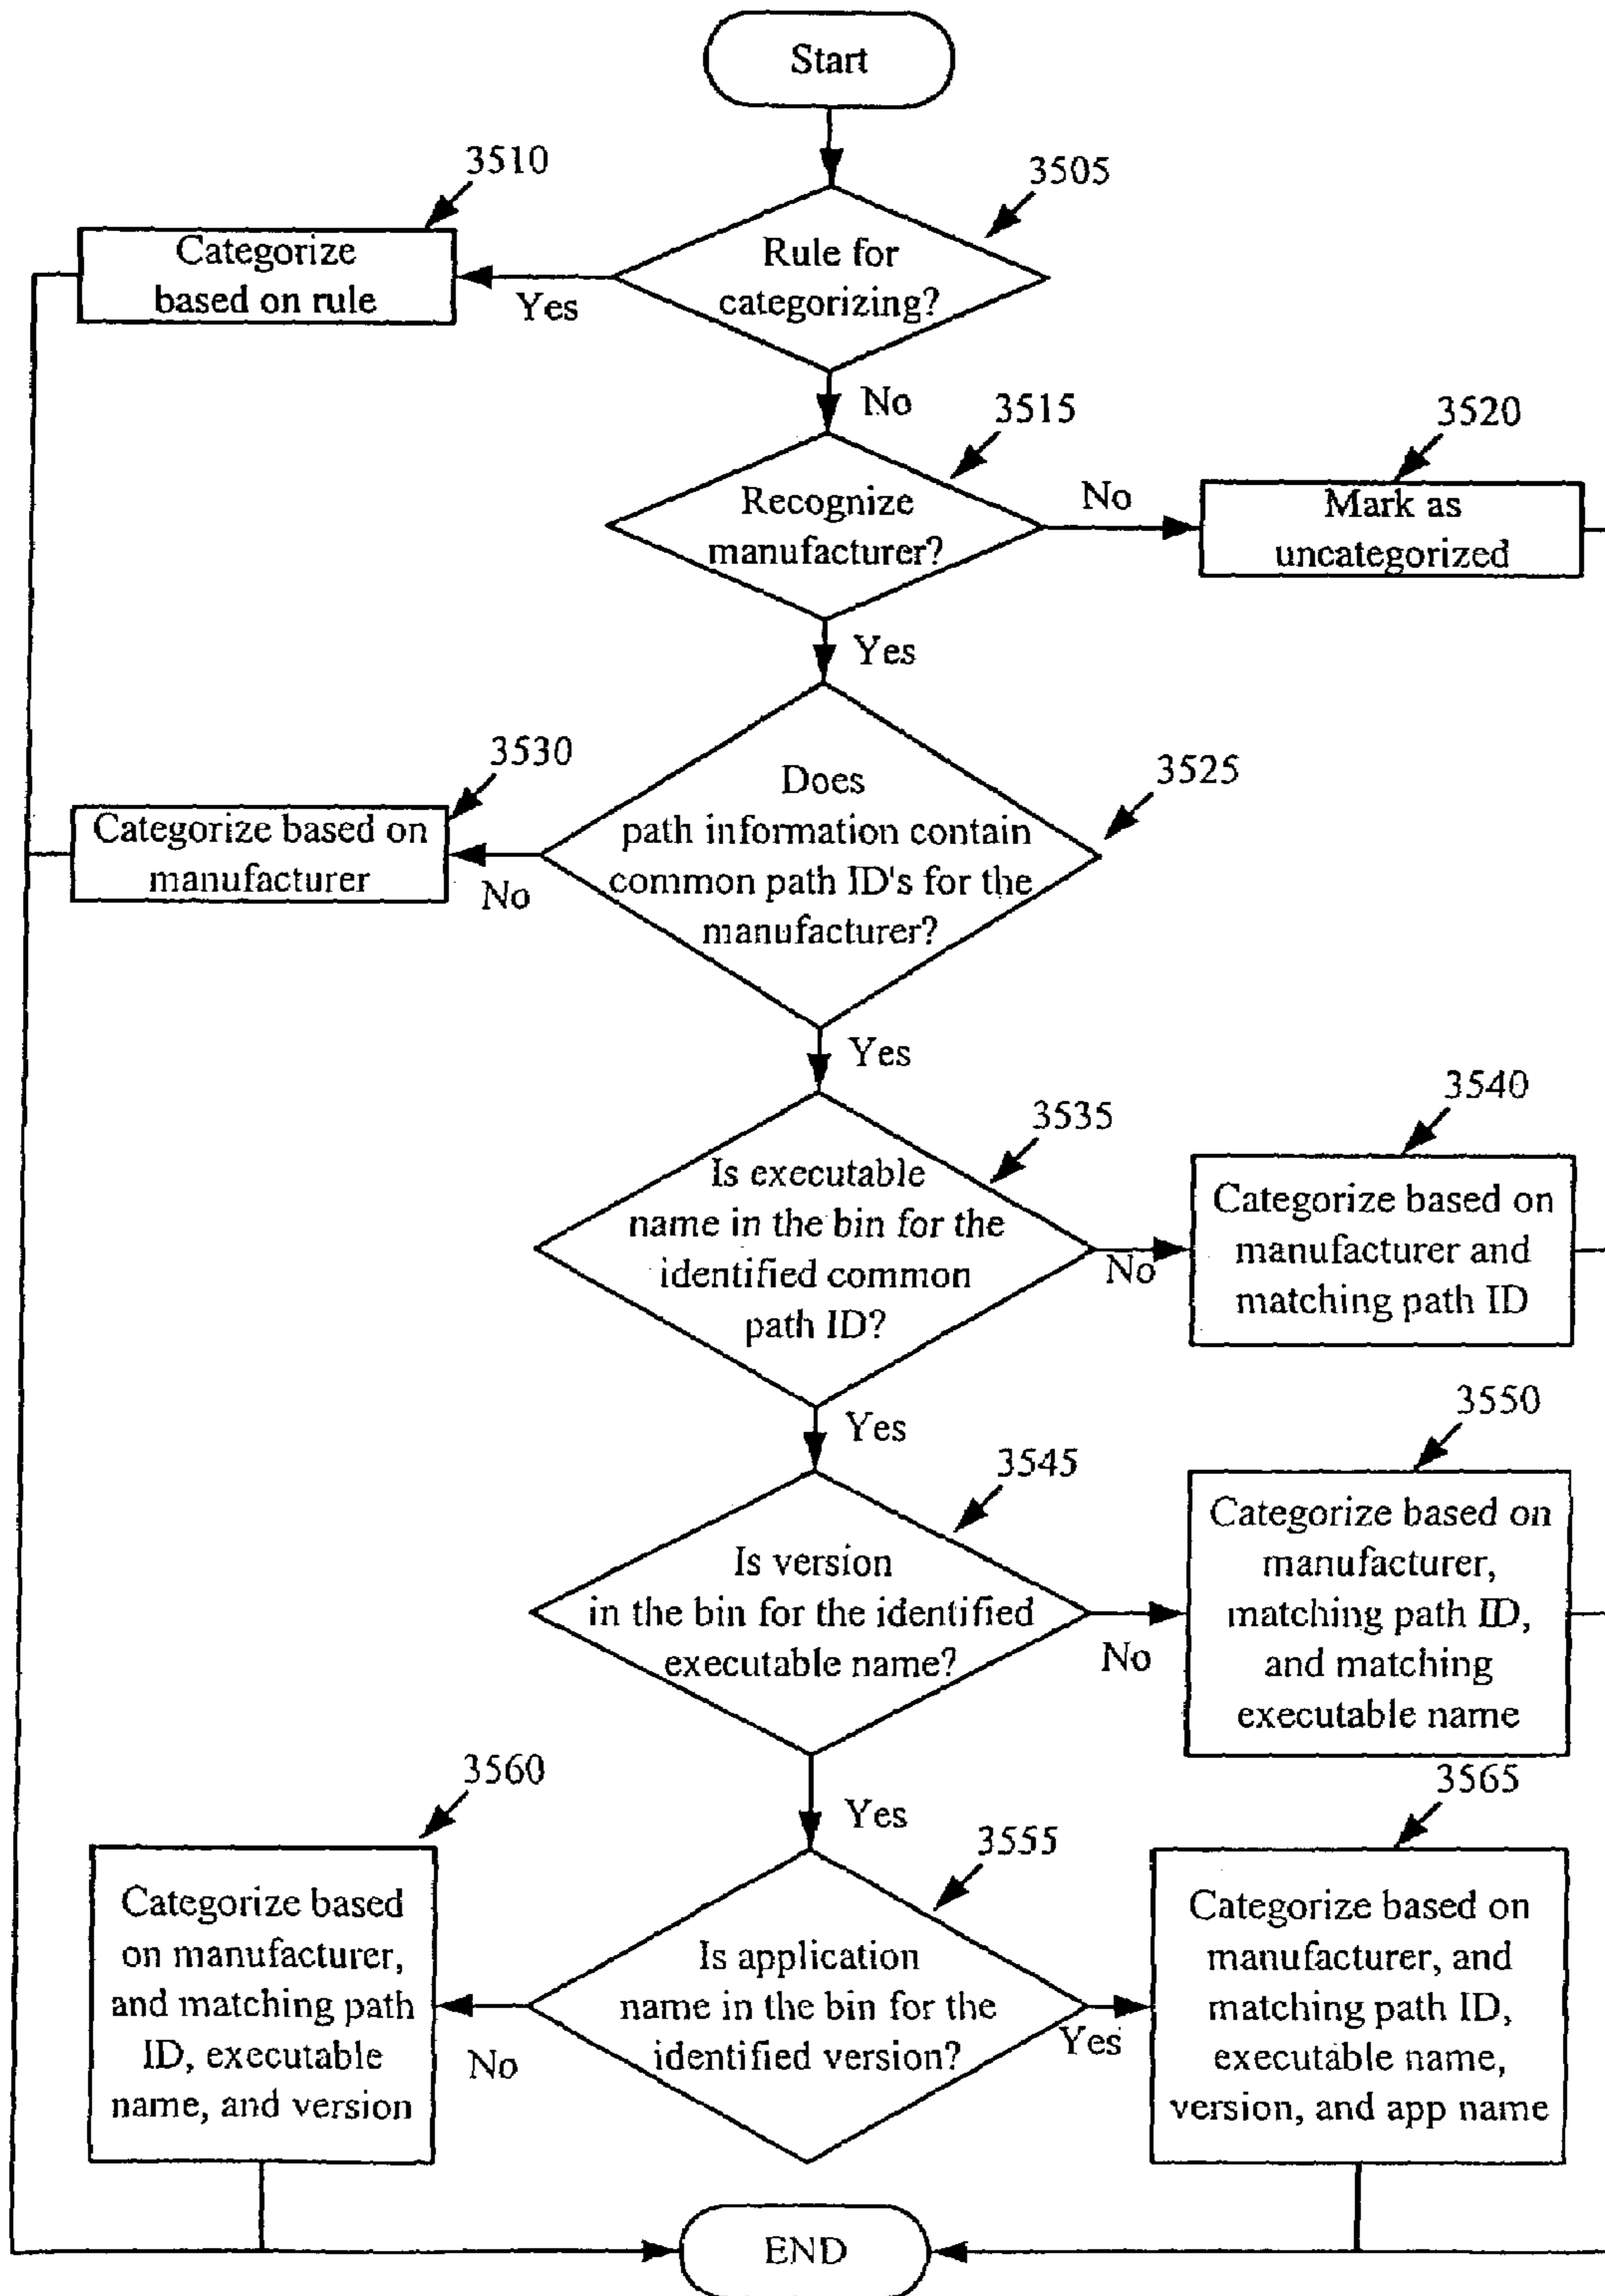 Start
3510
3505
Categorize
based on rule
Yes
Rule for
categorizing?
No
3515
3520
Recognize
manufacturer?
No
Mark as
uncategorized
Yes
3530
3525
Categorize based on
manufacturer
No
Does
path information contain
common path ID's for the
manufacturer?
Yes
3535
3540
Is executable
name in the bin for the
identified common
path ID?
No
Categorize based on
manufacturer and
matching path ID
Yes
3545
3550
Is version
in the bin for the identified
executable name?
No
Categorize based on
manufacturer,
matching path ID,
and matching
executable name
Yes
3560
3555
3565
Categorize based
on manufacturer,
and matching path
ID, executable
name, and version
No
Is application
name in the bin for the
identified version?
Yes
Categorize based on
manufacturer, and
matching path ID,
executable name,
version, and app name
END